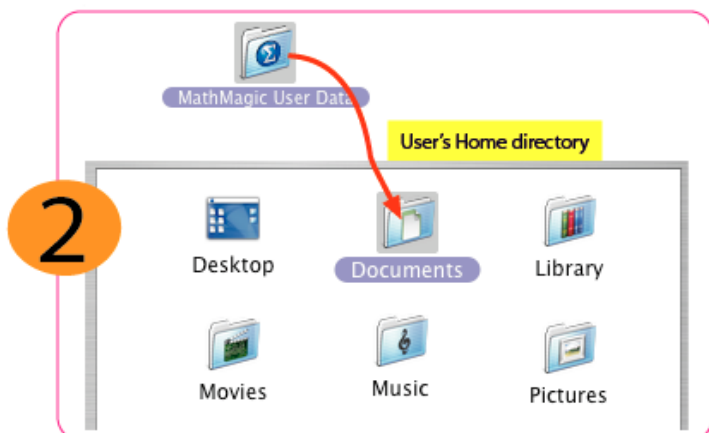 MathMagic User Data
User's Home directory
2
Desktop
Documents
Library
Movies
Music
Pictures